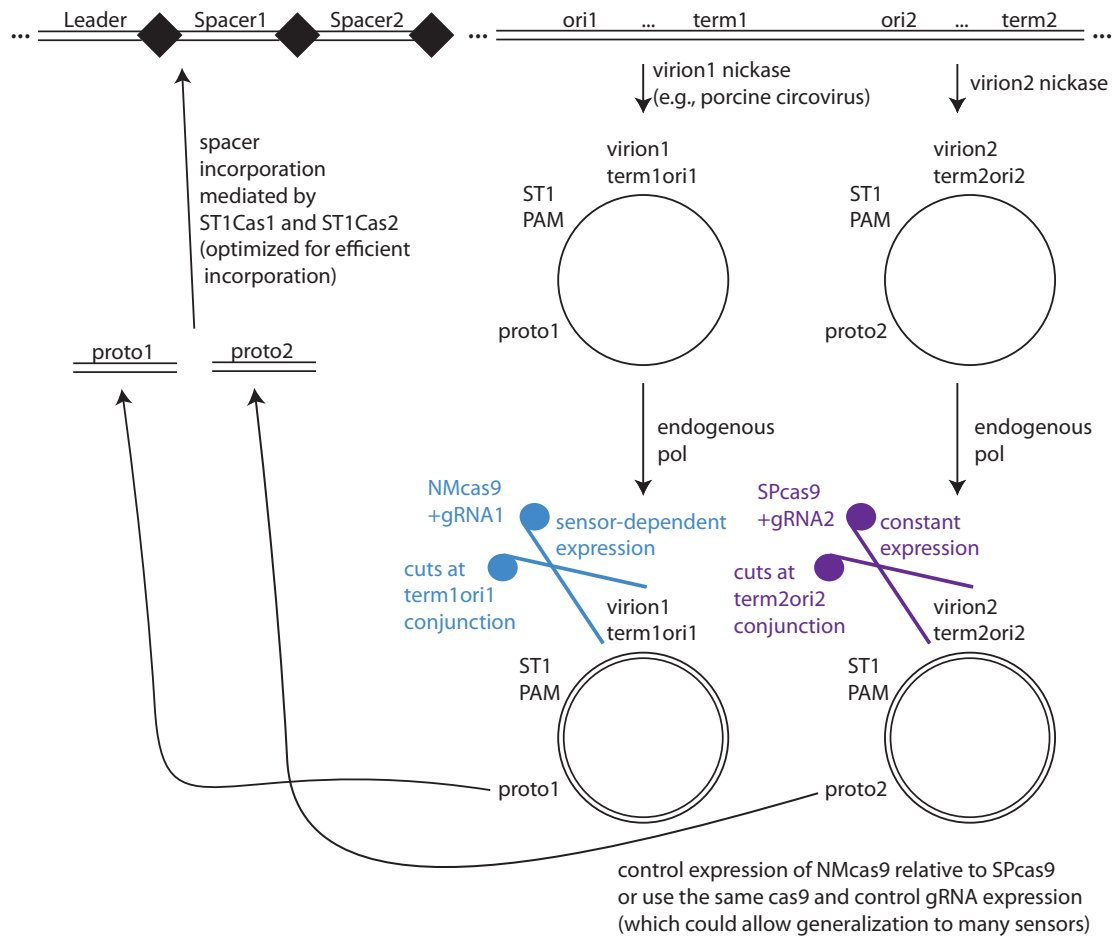 ... Leader Spacer1 Spacer2 ... ori1 ... term1 ori2 ... term2 ...
virion1 nickase
(e.g., porcine circovirus)
virion2 nickase
spacer
incorporation
mediated by
ST1Cas1 and ST1Cas2
(optimized for efficient
incorporation)
virion1
term1ori1
ST1
PAM
proto1
virion2
term2ori2
ST1
PAM
proto2
proto1
proto2
endogenous
pol
endogenous
pol
NMcas9
+gRNA1
sensor-dependent
expression
cuts at
term1ori1
conjunction
virion1
term1ori1
ST1
PAM
proto1
SPcas9
+gRNA2
constant
expression
cuts at
term2ori2
conjunction
virion2
term2ori2
ST1
PAM
proto2
control expression of NMcas9 relative to SPcas9
or use the same cas9 and control gRNA expression
(which could allow generalization to many sensors)